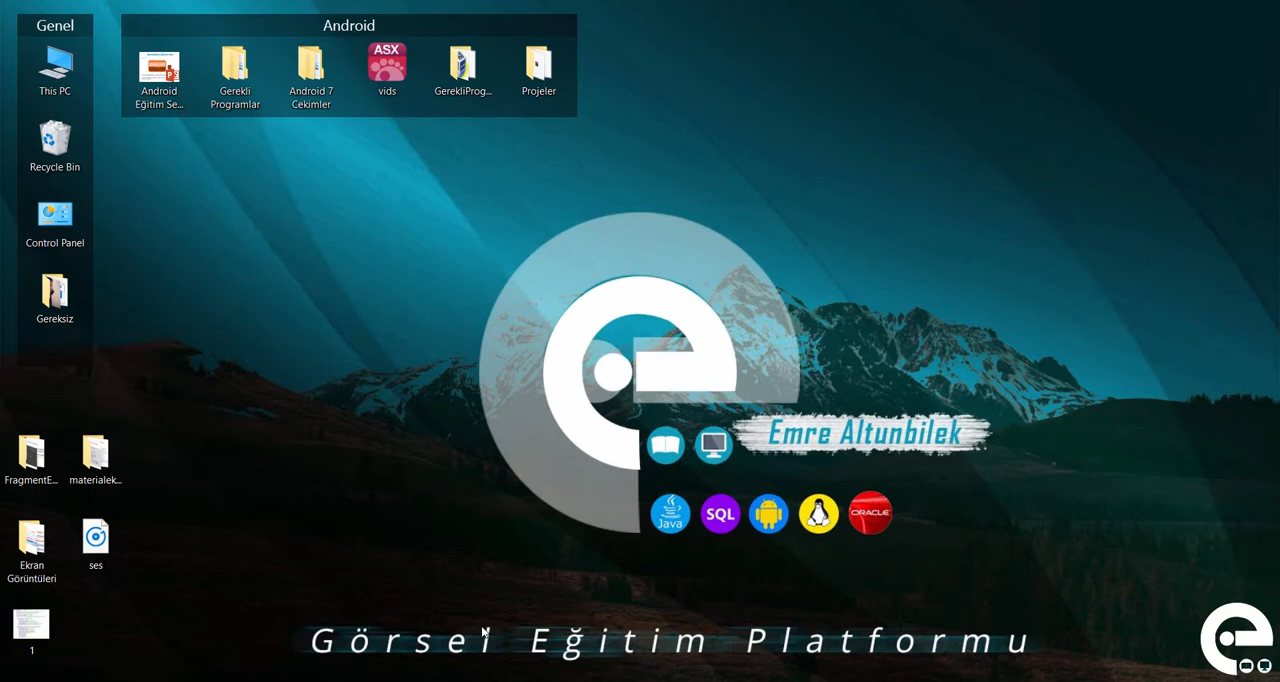 Genel
This PC
Recycle Bin
Control Panel
Gereksiz
Android
Android
Eğitim Se...
Gerekli
Programlar
Android 7
Cekimler
ASX
vids
GerekliProg...
Projeler
FragmentE...
materialek...
Ekran
Görüntüleri
ses
1
Emre Altunbilek
Java
SQL
ORACLE
Görsel Eğitim Platformu